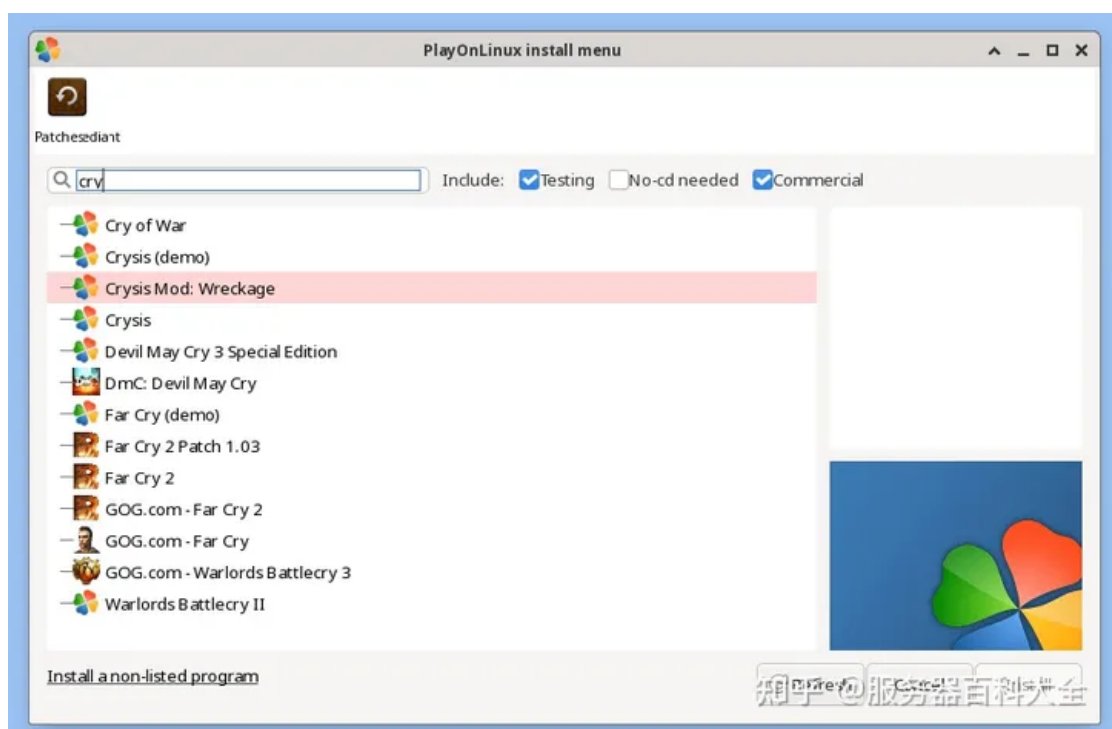 PlayOnLinux install menu
Patchesediant
cry
Include: Testing No-cd needed Commercial
Cry of War
Crysis (demo)
Crysis Mod: Wreckage
Crysis
Devil May Cry 3 Special Edition
DmC: Devil May Cry
Far Cry (demo)
Far Cry 2 Patch 1.03
Far Cry 2
GOG.com - Far Cry 2
GOG.com - Far Cry
GOG.com - Warlords Battlecry 3
Warlords Battlecry II
Install a non-listed program
Refresh Cancel Install
知乎 @服务器百科大全